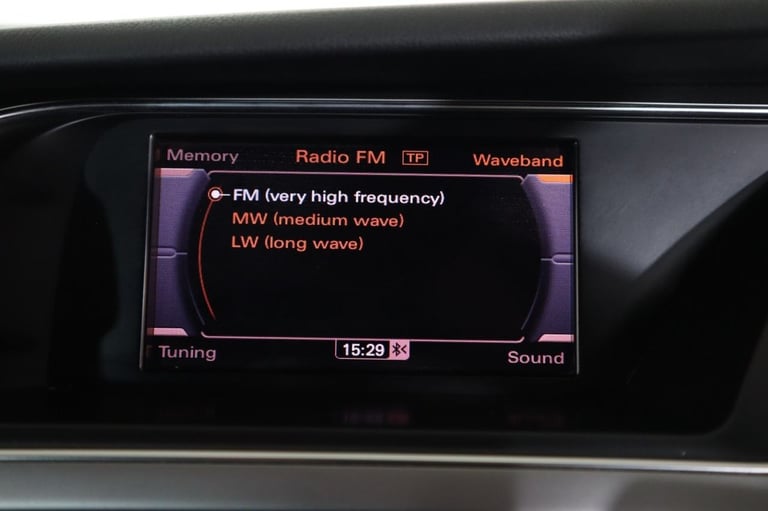 Memory Radio FM TP Waveband
FM (very high frequency)
MW (medium wave)
LW (long wave)
Tuning 15:29 Sound